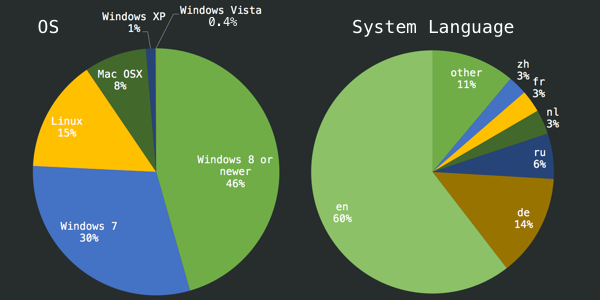 OS
Windows XP
1%
Windows Vista
0.4%
Mac OSX
8%
Linux
15%
Windows 8 or
newer
46%
Windows 7
30%
System Language
other
11%
zh
3%
fr
3%
nl
3%
ru
6%
de
14%
en
60%